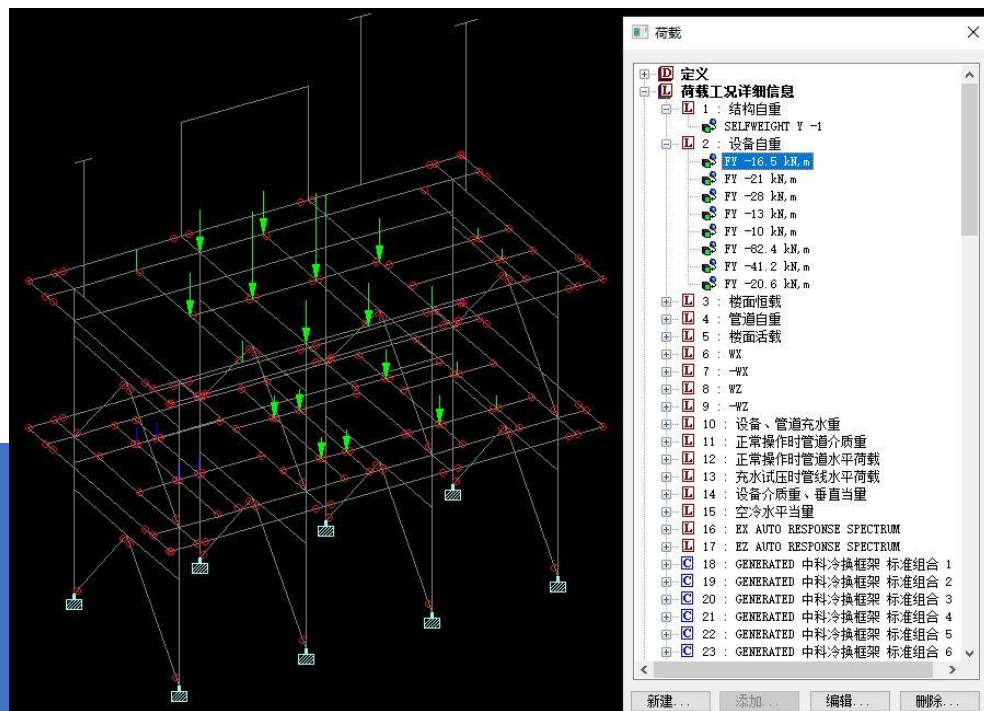 荷载
定义
荷载工况详细信息
1 : 结构自重
SELFWEIGHT Y -1
2 : 设备自重
FY -16.5 kN,m
FY -21 kN,m
FY -28 kN,m
FY -13 kN,m
FY -10 kN,m
FY -82.4 kN,m
FY -41.2 kN,m
FY -20.6 kN,m
3 : 楼面恒载
4 : 管道自重
5 : 楼面活载
6 : WX
7 : -WX
8 : WZ
9 : -WZ
10 : 设备、管道充水重
11 : 正常操作时管道介质重
12 : 正常操作时管道水平荷载
13 : 充水试压时管线水平荷载
14 : 设备介质重、垂直当量
15 : 空冷水平当量
16 : EX AUTO RESPONSE SPECTRUM
17 : EZ AUTO RESPONSE SPECTRUM
18 : GENERATED 中科冷换框架 标准组合 1
19 : GENERATED 中科冷换框架 标准组合 2
20 : GENERATED 中科冷换框架 标准组合 3
21 : GENERATED 中科冷换框架 标准组合 4
22 : GENERATED 中科冷换框架 标准组合 5
23 : GENERATED 中科冷换框架 标准组合 6
新建... 添加... 编辑... 删除...